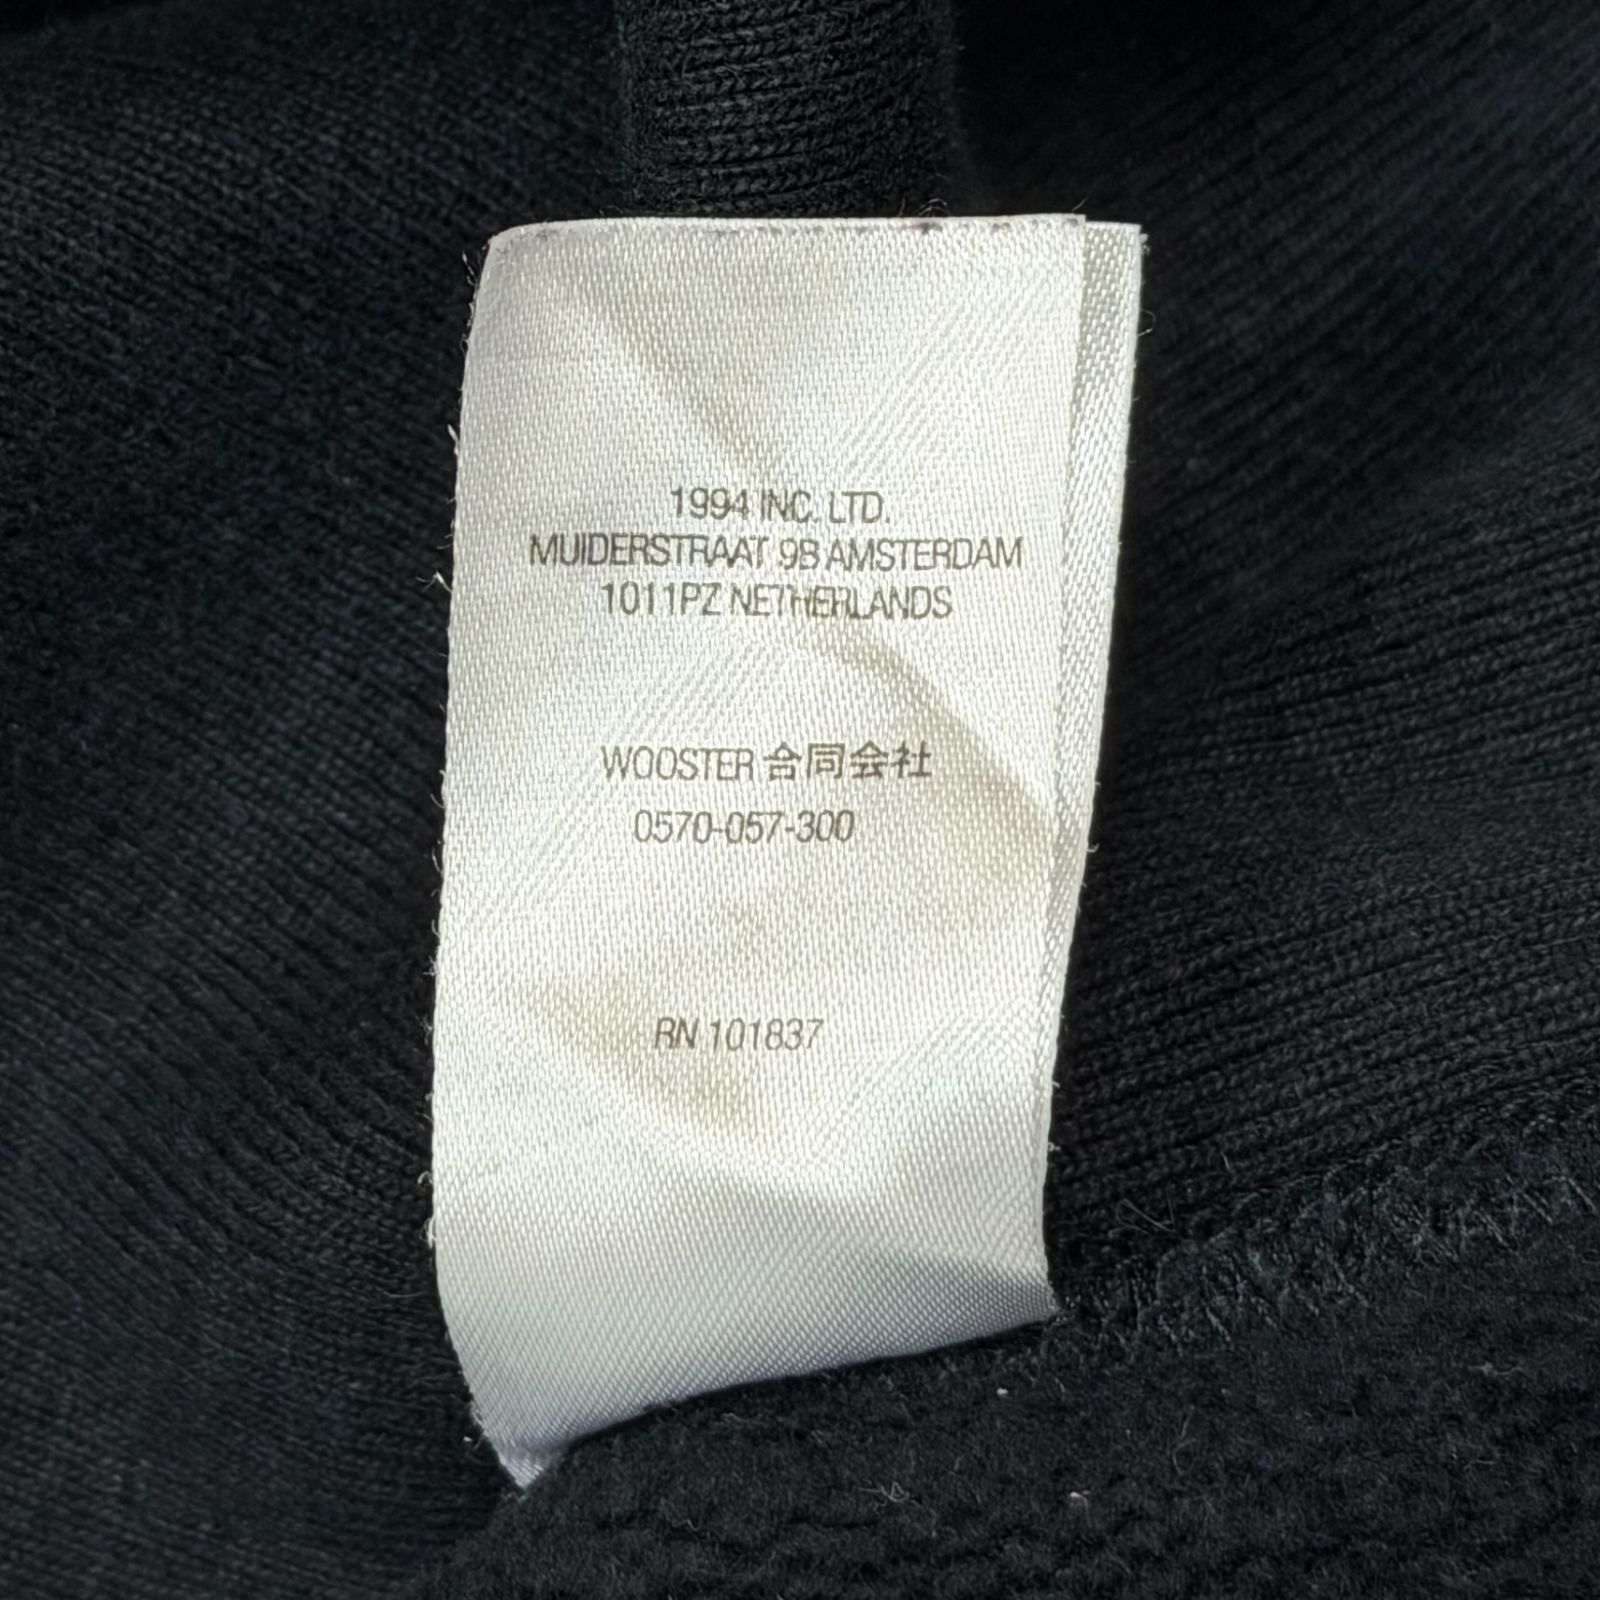 1994 INC. LTD.
MUIDERSTRAAT 9B AMSTERDAM
1011PZ NETHERLANDS
WOOSTER 合同会社
0570-057-300
RN 101837